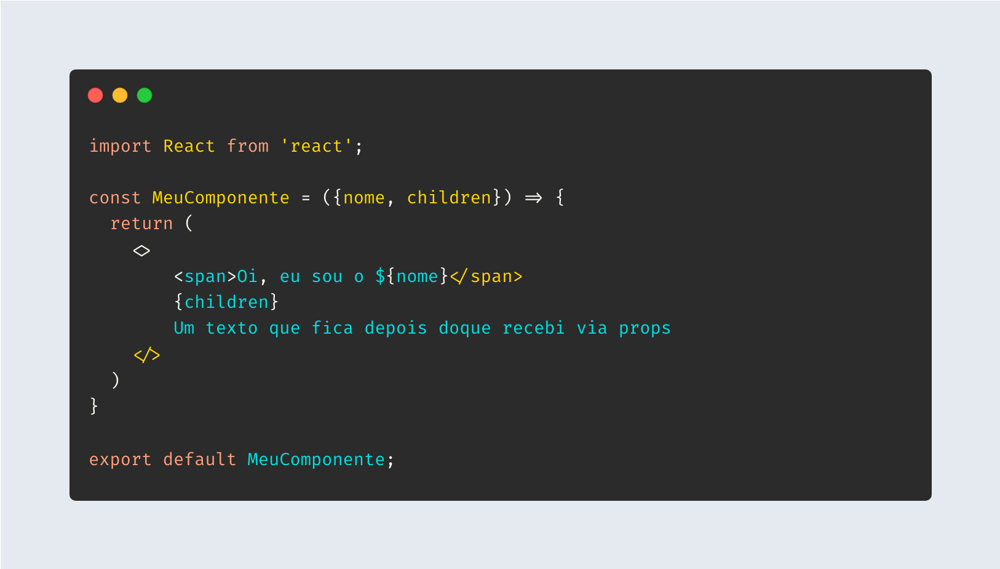 import React from 'react';
const MeuComponente = ({nome, children}) => {
return (
<>
<span>Oi, eu sou o ${nome}</span>
{children}
Um texto que fica depois doque recebi via props
</>
)
}
export default MeuComponente;